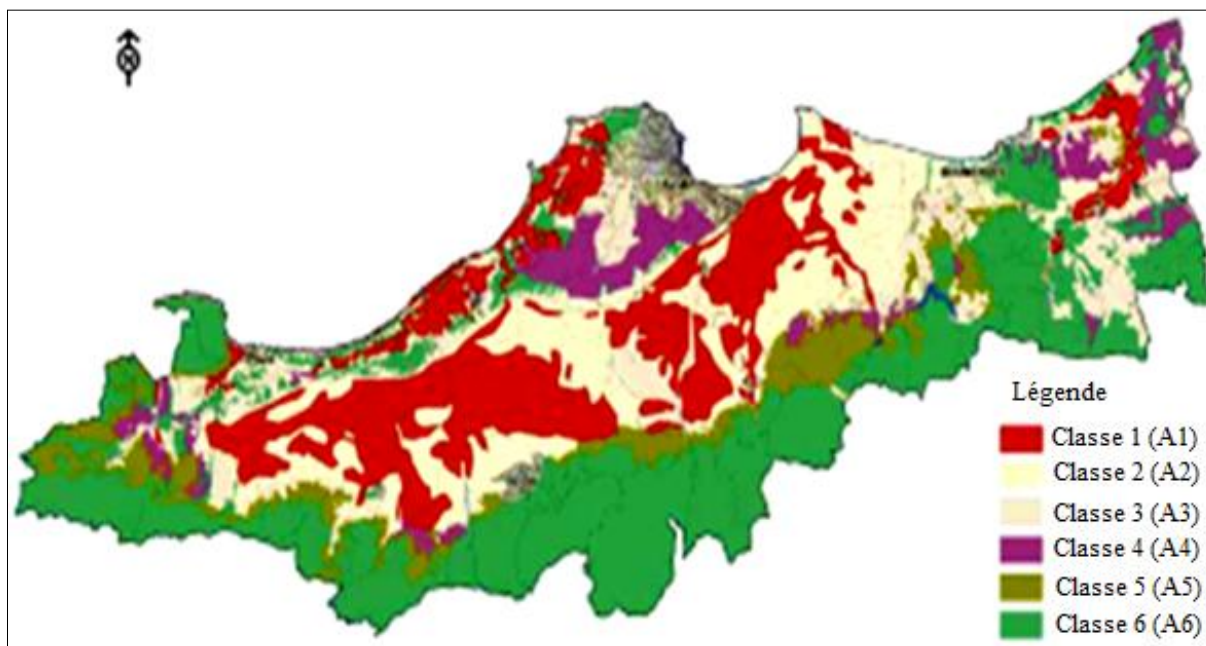 Légende
Classe 1 (A1)
Classe 2 (A2)
Classe 3 (A3)
Classe 4 (A4)
Classe 5 (A5)
Classe 6 (A6)